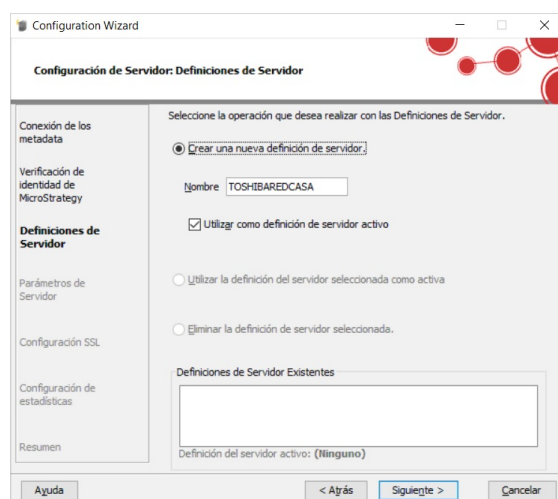 Configuration Wizard
Configuración de Servidor: Definiciones de Servidor
Conexión de los
metadata
Verificación de
identidad de
MicroStrategy
Definiciones de
Servidor
Parámetros de
Servidor
Configuración SSL
Configuración de
estadísticas
Resumen
Seleccione la operación que desea realizar con las Definiciones de Servidor.
Crear una nueva definición de servidor.
Nombre TOSHIBAREDCASA
Utilizar como definición de servidor activo
Utilizar la definición del servidor seleccionada como activa
Eliminar la definición de servidor seleccionada.
Definiciones de Servidor Existentes
Definición del servidor activo: (Ninguno)
Ayuda
< Atrás
Siguiente >
Cancelar